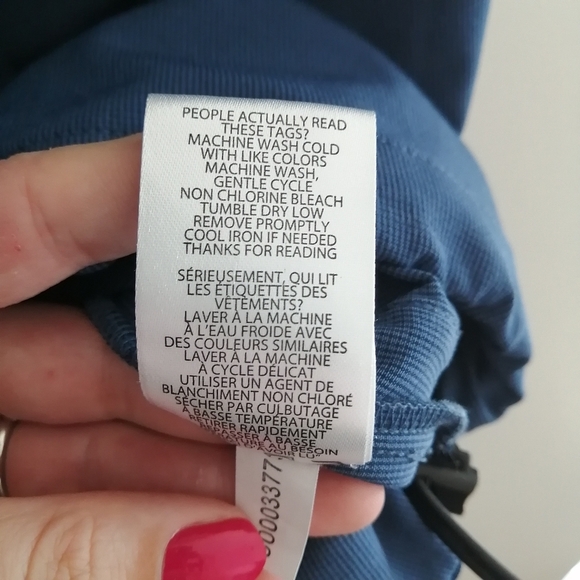 PEOPLE ACTUALLY READ
THESE TAGS?
MACHINE WASH COLD
WITH LIKE COLORS
MACHINE WASH,
GENTLE CYCLE
NON CHLORINE BLEACH
TUMBLE DRY LOW
REMOVE PROMPTLY
COOL IRON IF NEEDED
THANKS FOR READING
SÉRIEUSEMENT, QUI LIT
LES ÉTIQUETTES DES
VÊTEMENTS?
LAVER À LA MACHINE
À L'EAU FROIDE AVEC
DES COULEURS SIMILAIRES
LAVER À LA MACHINE
À CYCLE DÉLICAT
UTILISER UN AGENT DE
BLANCHIMENT NON CHLORÉ
SÉCHER PAR CULBUTAGE
À BASSE TEMPÉRATURE
RETIRER RAPIDEMENT
À BASSE
AU BESOIN